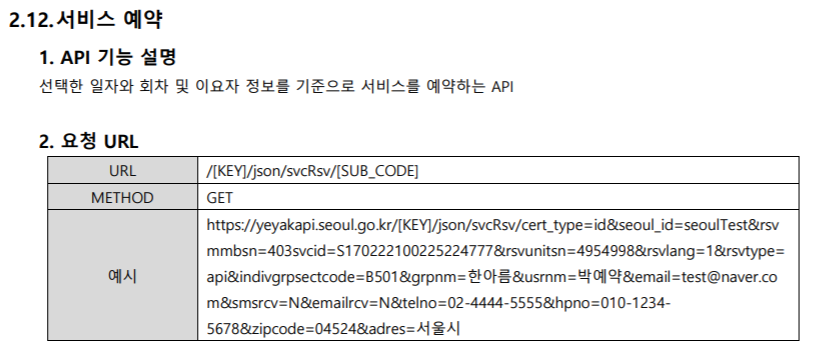 2.12.서비스 예약
1. API 기능 설명
선택한 일자와 회차 및 이요자 정보를 기준으로 서비스를 예약하는 API
2. 요청 URL
URL /[KEY]/json/svcRsv/[SUB_CODE]
METHOD GET
예시
https://yeyakapi.seoul.go.kr/[KEY]/json/svcRsv/cert_type=id&seoul_id=seoulTest&rsv
mmbsn=403svcid=S170222100225224777&rsvunitsn=4954998&rsvlang=1&rsvtype=
api&indivgrpsectcode=B501&grpnm=한아름&usrnm=박예약&email=test@naver.co
m&smsrcv=N&emailrcv=N&telno=02-4444-5555&hpno=010-1234-
5678&zipcode=04524&adres=서울시